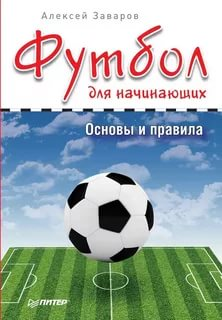 Алексей Заваров
Футбол
для начинающих
Основы и правила
ПИТЕР